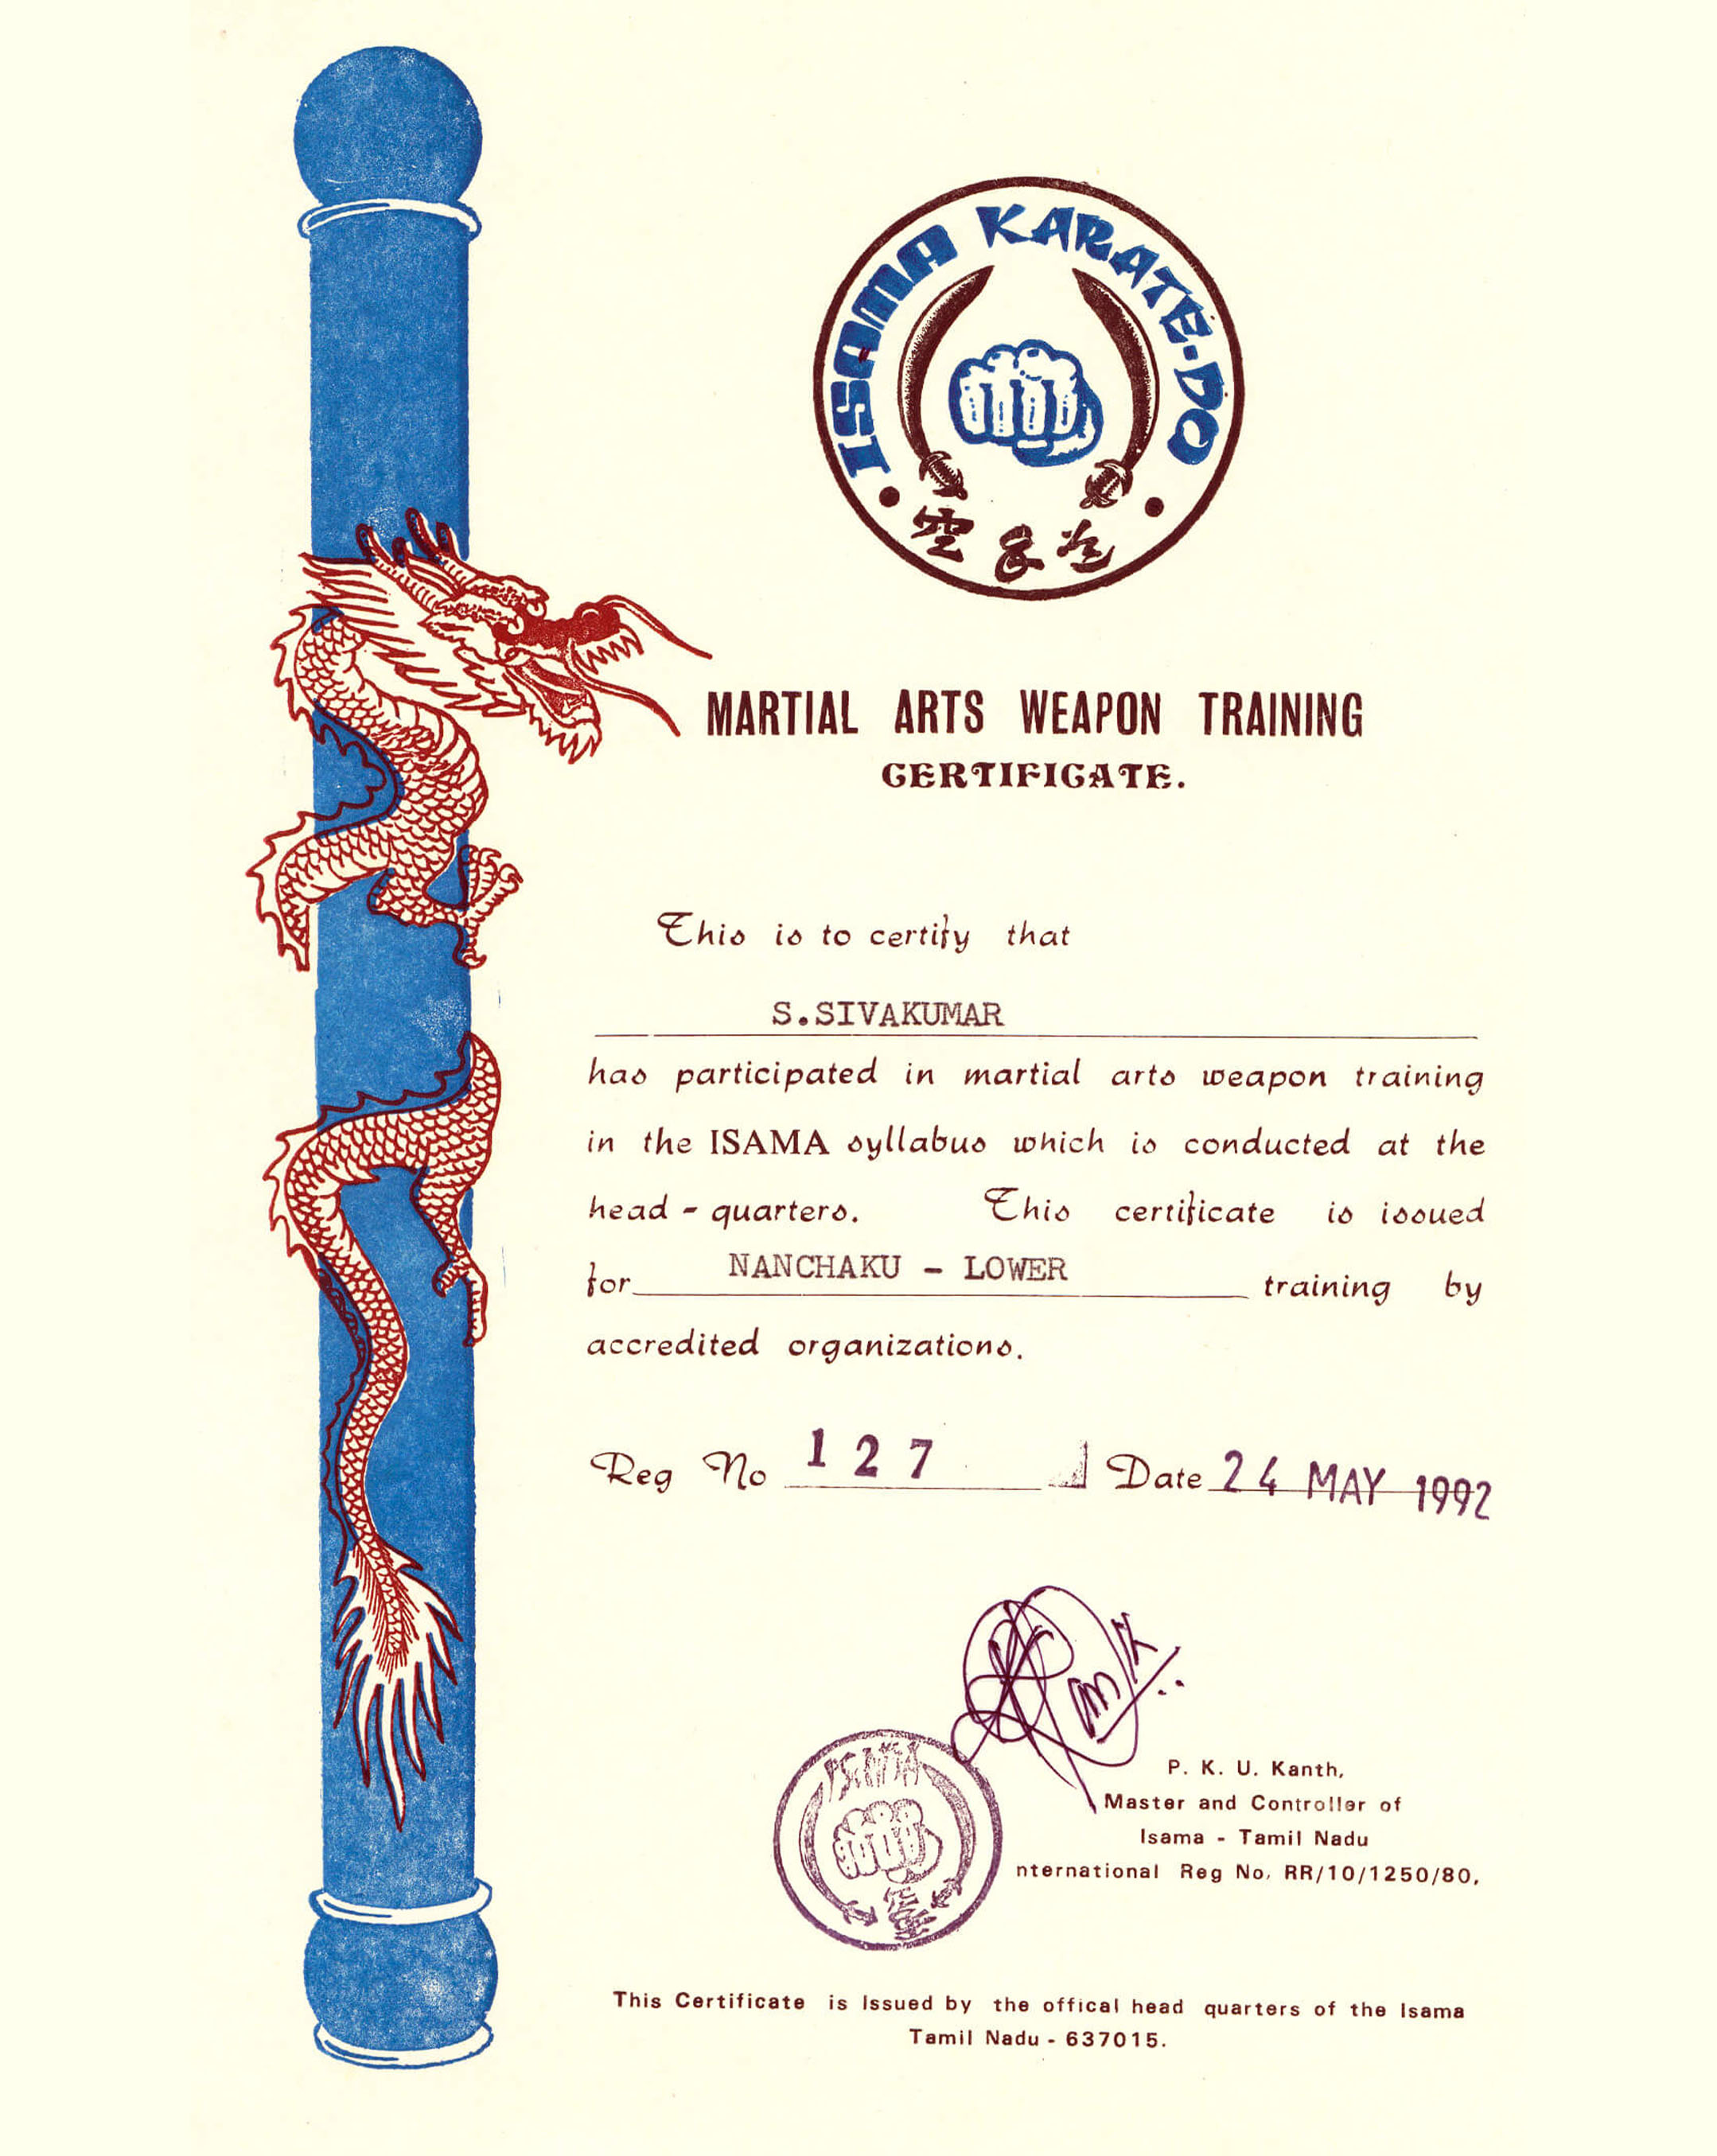 ISAMA KARATE-DO
空手道
MARTIAL ARTS WEAPON TRAINING
CERTIFICATE.
This is to certify that
S.SIVAKUMAR
has participated in martial arts weapon training
in the ISAMA syllabus which is conducted at the
head - quarters. This certificate is issued
for NANCHAKU - LOWER training by
accredited organizations.
Reg No 127 Date 24 MAY 1992
ISAMA
P. K. U. Kanth,
Master and Controller of
Isama - Tamil Nadu
nternational Reg No, RR/10/1250/80,
This Certificate is Issued by the offical head quarters of the Isama
Tamil Nadu - 637015.